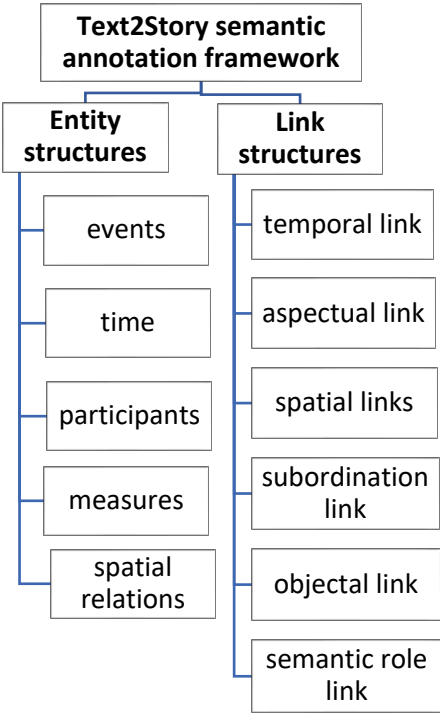 Text2Story semantic
annotation framework
Entity
structures
events
time
participants
measures
spatial
relations
Link
structures
temporal link
aspectual link
spatial links
subordination
link
objectal link
semantic role
link